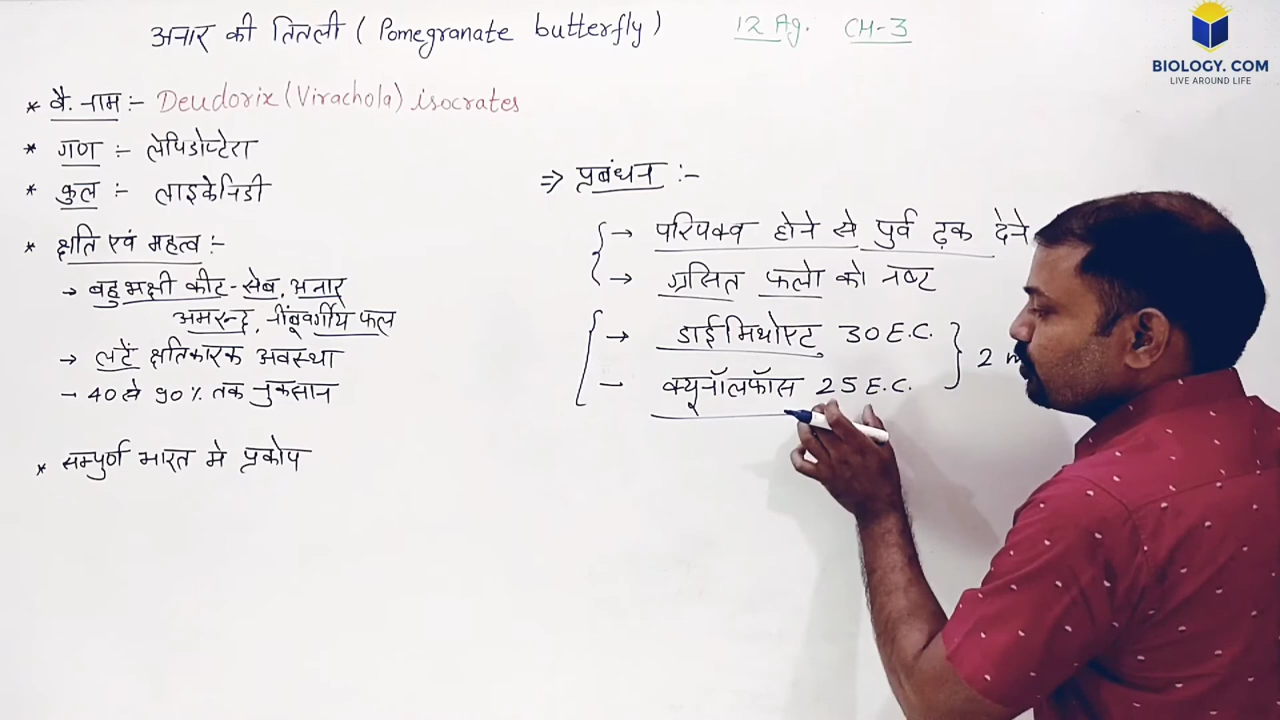 अनार की तितली ( Pomegranate butterfly )
12 Ag. CH-3
BIOLOGY. COM
LIVE AROUND LIFE
* वै. नाम :- Deudorix (Virachola) isocrates
* गण :- लेपिडोप्टेरा
* कुल :- लाइकेनिडी
* क्षति एवं महत्व :-
→ बहु भक्षी कीट - सेब, अनार
अमरूद, नींबूवर्गीय फल
→ लटें क्षतिकारक अवस्था
→ 40 से 90% तक नुकसान
* सम्पुर्ण भारत मे प्रकोप
⇒ प्रबंधन :-
→ परिपक्व होने से पुर्व ढ़क देने
→ ग्रसित फलो को नष्ट
→ डाईमिथोएट 30 E.C.
- क्यूनॉलफॉस 25 E.C.
2 m